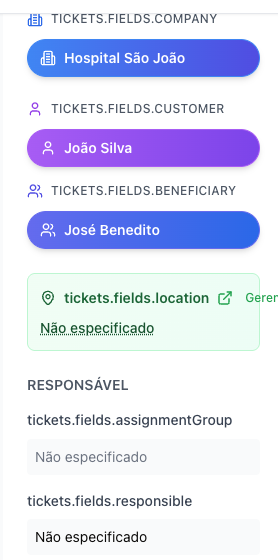 TICKETS.FIELDS.COMPANY
Hospital São João
TICKETS.FIELDS.CUSTOMER
João Silva
TICKETS.FIELDS.BENEFICIARY
José Benedito
tickets.fields.location Geren
Não especificado
RESPONSÁVEL
tickets.fields.assignmentGroup
Não especificado
tickets.fields.responsible
Não especificado